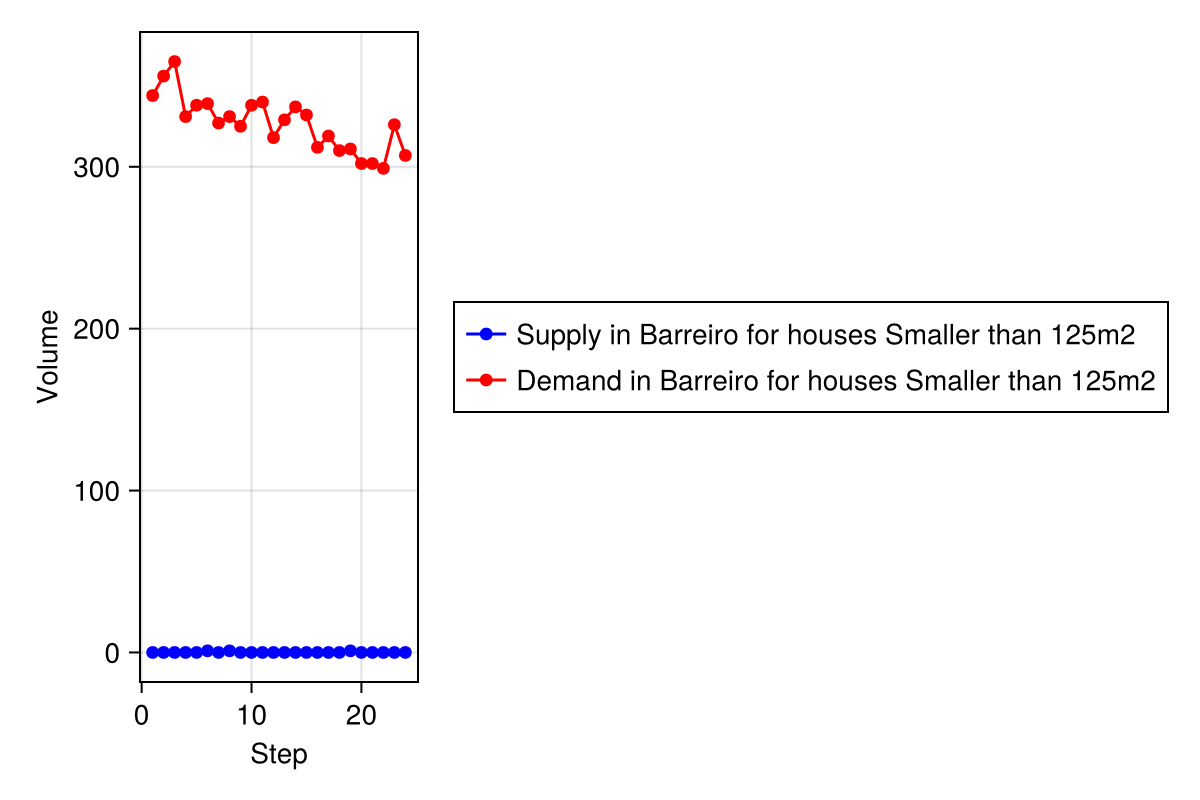 300
200
100
0
Volume
0 10 20
Step
Supply in Barreiro for houses Smaller than 125m2
Demand in Barreiro for houses Smaller than 125m2